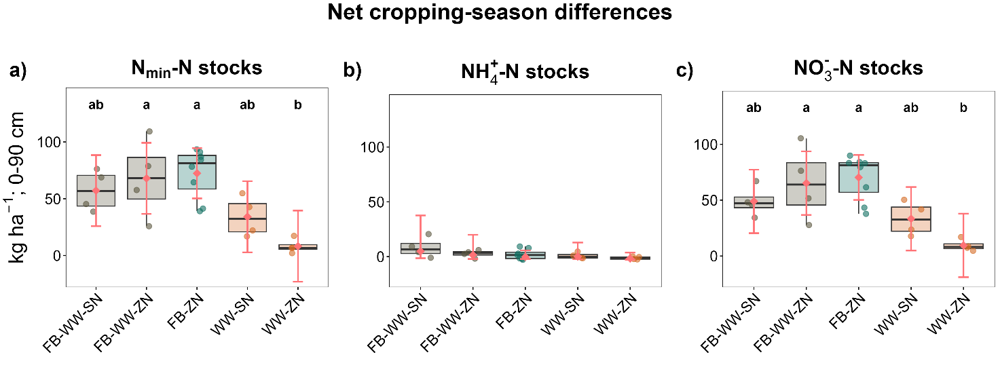 Net cropping-season differences
a) Nmin-N stocks
b) NH4+-N stocks
c) NO3--N stocks
kg ha−1; 0-90 cm
ab a a ab b
100
50
0
FB-WW-SN FB-WW-ZN FB-ZN WW-SN WW-ZN
100
50
0
FB-WW-SN FB-WW-ZN FB-ZN WW-SN WW-ZN
ab a a ab b
100
50
0
FB-WW-SN FB-WW-ZN FB-ZN WW-SN WW-ZN